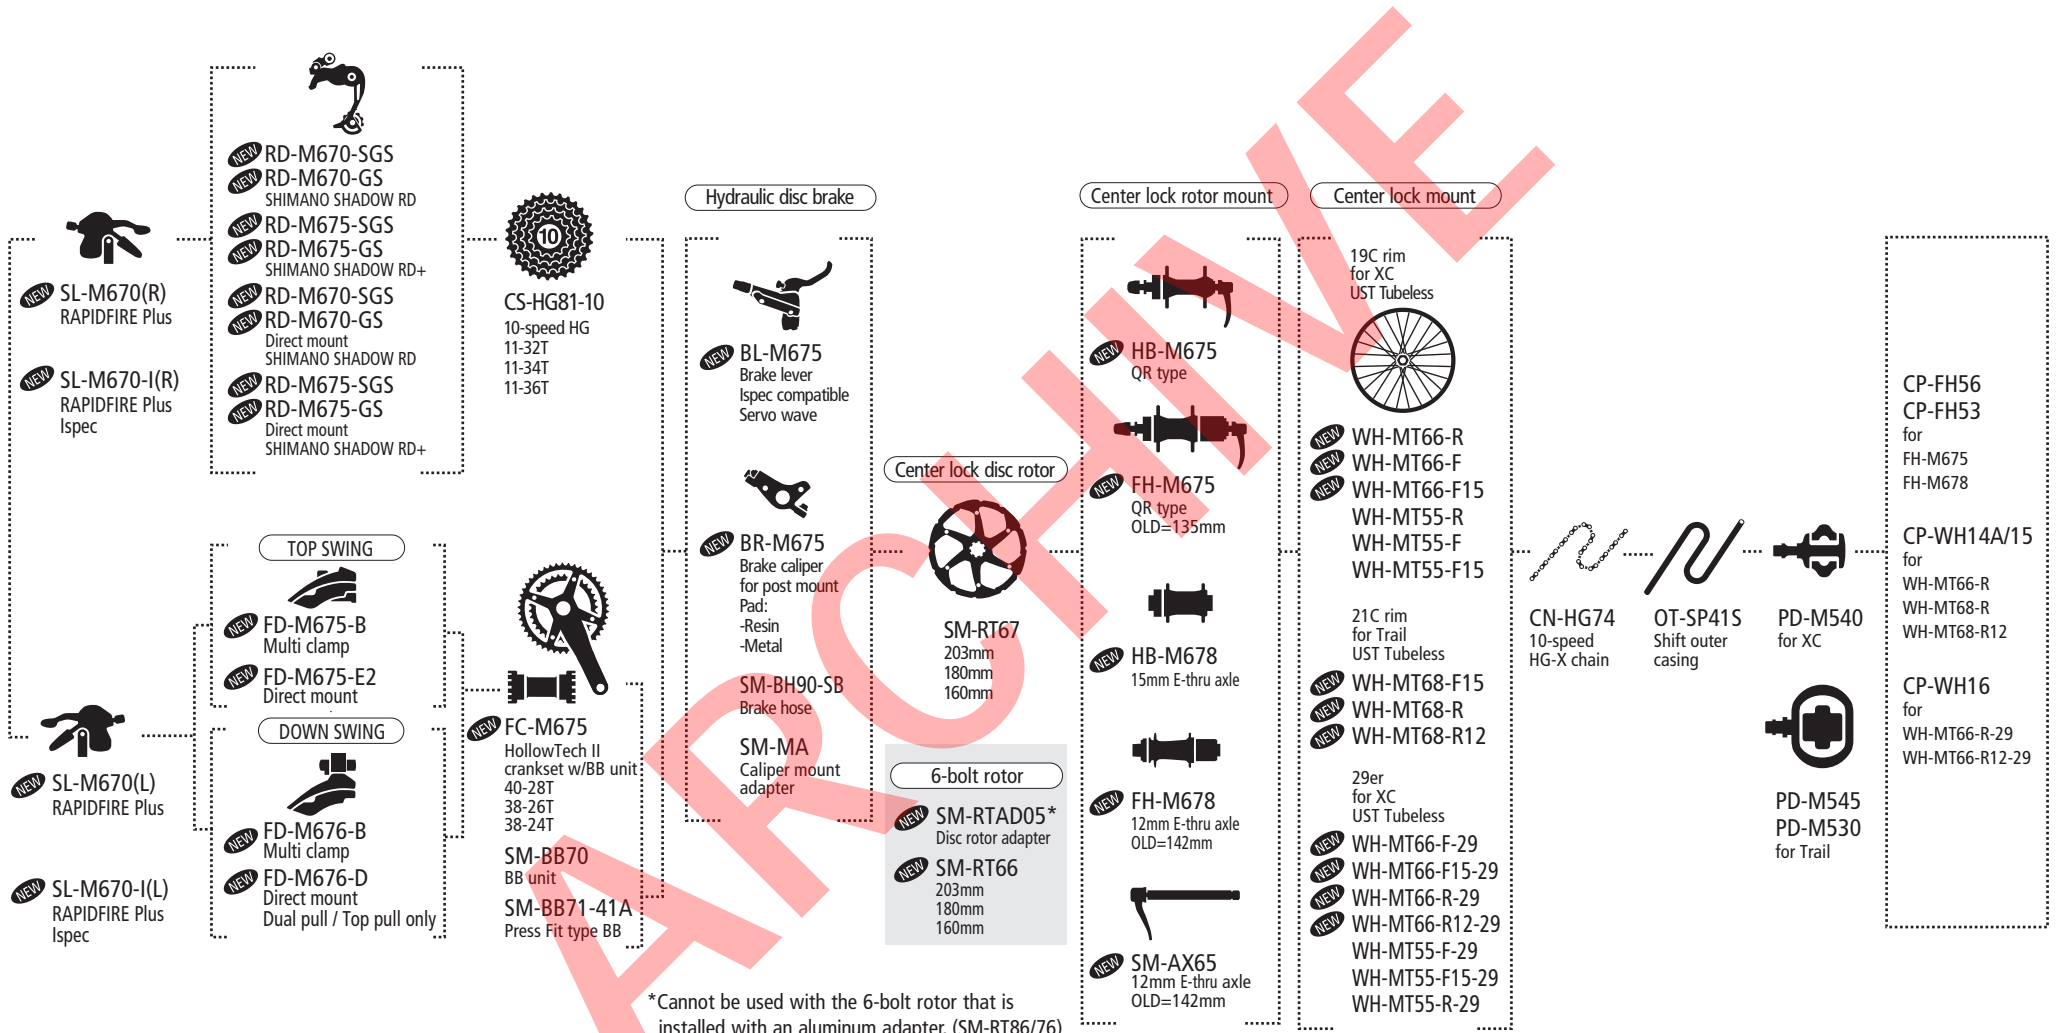 NEW SL-M670(R)
RAPIDFIRE Plus
NEW SL-M670-I(R)
RAPIDFIRE Plus
Ispec
NEW SL-M670(L)
RAPIDFIRE Plus
NEW SL-M670-I(L)
RAPIDFIRE Plus
Ispec
NEW RD-M670-SGS
NEW RD-M670-GS
SHIMANO SHADOW RD
NEW RD-M675-SGS
NEW RD-M675-GS
SHIMANO SHADOW RD+
NEW RD-M670-SGS
NEW RD-M670-GS
Direct mount
SHIMANO SHADOW RD
NEW RD-M675-SGS
NEW RD-M675-GS
Direct mount
SHIMANO SHADOW RD+
TOP SWING
NEW FD-M675-B
Multi clamp
NEW FD-M675-E2
Direct mount
DOWN SWING
NEW FD-M676-B
Multi clamp
NEW FD-M676-D
Direct mount
Dual pull / Top pull only
10
CS-HG81-10
10-speed HG
11-32T
11-34T
11-36T
NEW FC-M675
HollowTech II
crankset w/BB unit
40-28T
38-26T
38-24T
SM-BB70
BB unit
SM-BB71-41A
Press Fit type BB
Hydraulic disc brake
NEW BL-M675
Brake lever
Ispec compatible
Servo wave
NEW BR-M675
Brake caliper
for post mount
Pad:
-Resin
-Metal
SM-BH90-SB
Brake hose
SM-MA
Caliper mount
adapter
Center lock disc rotor
SM-RT67
203mm
180mm
160mm
6-bolt rotor
NEW SM-RTAD05*
Disc rotor adapter
NEW SM-RT66
203mm
180mm
160mm
*Cannot be used with the 6-bolt rotor that is
installed with an aluminum adapter. (SM-RT86/76)
Center lock rotor mount
NEW HB-M675
QR type
NEW FH-M675
QR type
OLD=135mm
NEW HB-M678
15mm E-thru axle
NEW FH-M678
12mm E-thru axle
OLD=142mm
NEW SM-AX65
12mm E-thru axle
OLD=142mm
Center lock mount
19C rim
for XC
UST Tubeless
NEW WH-MT66-R
NEW WH-MT66-F
NEW WH-MT66-F15
WH-MT55-R
WH-MT55-F
WH-MT55-F15
21C rim
for Trail
UST Tubeless
NEW WH-MT68-F15
NEW WH-MT68-R
NEW WH-MT68-R12
29er
for XC
UST Tubeless
NEW WH-MT66-F-29
NEW WH-MT66-F15-29
NEW WH-MT66-R-29
NEW WH-MT66-R12-29
WH-MT55-F-29
WH-MT55-F15-29
WH-MT55-R-29
CN-HG74
10-speed
HG-X chain
OT-SP41S
Shift outer
casing
PD-M540
for XC
PD-M545
PD-M530
for Trail
CP-FH56
CP-FH53
for
FH-M675
FH-M678
CP-WH14A/15
for
WH-MT66-R
WH-MT68-R
WH-MT68-R12
CP-WH16
for
WH-MT66-R-29
WH-MT66-R12-29
ARCHIVE